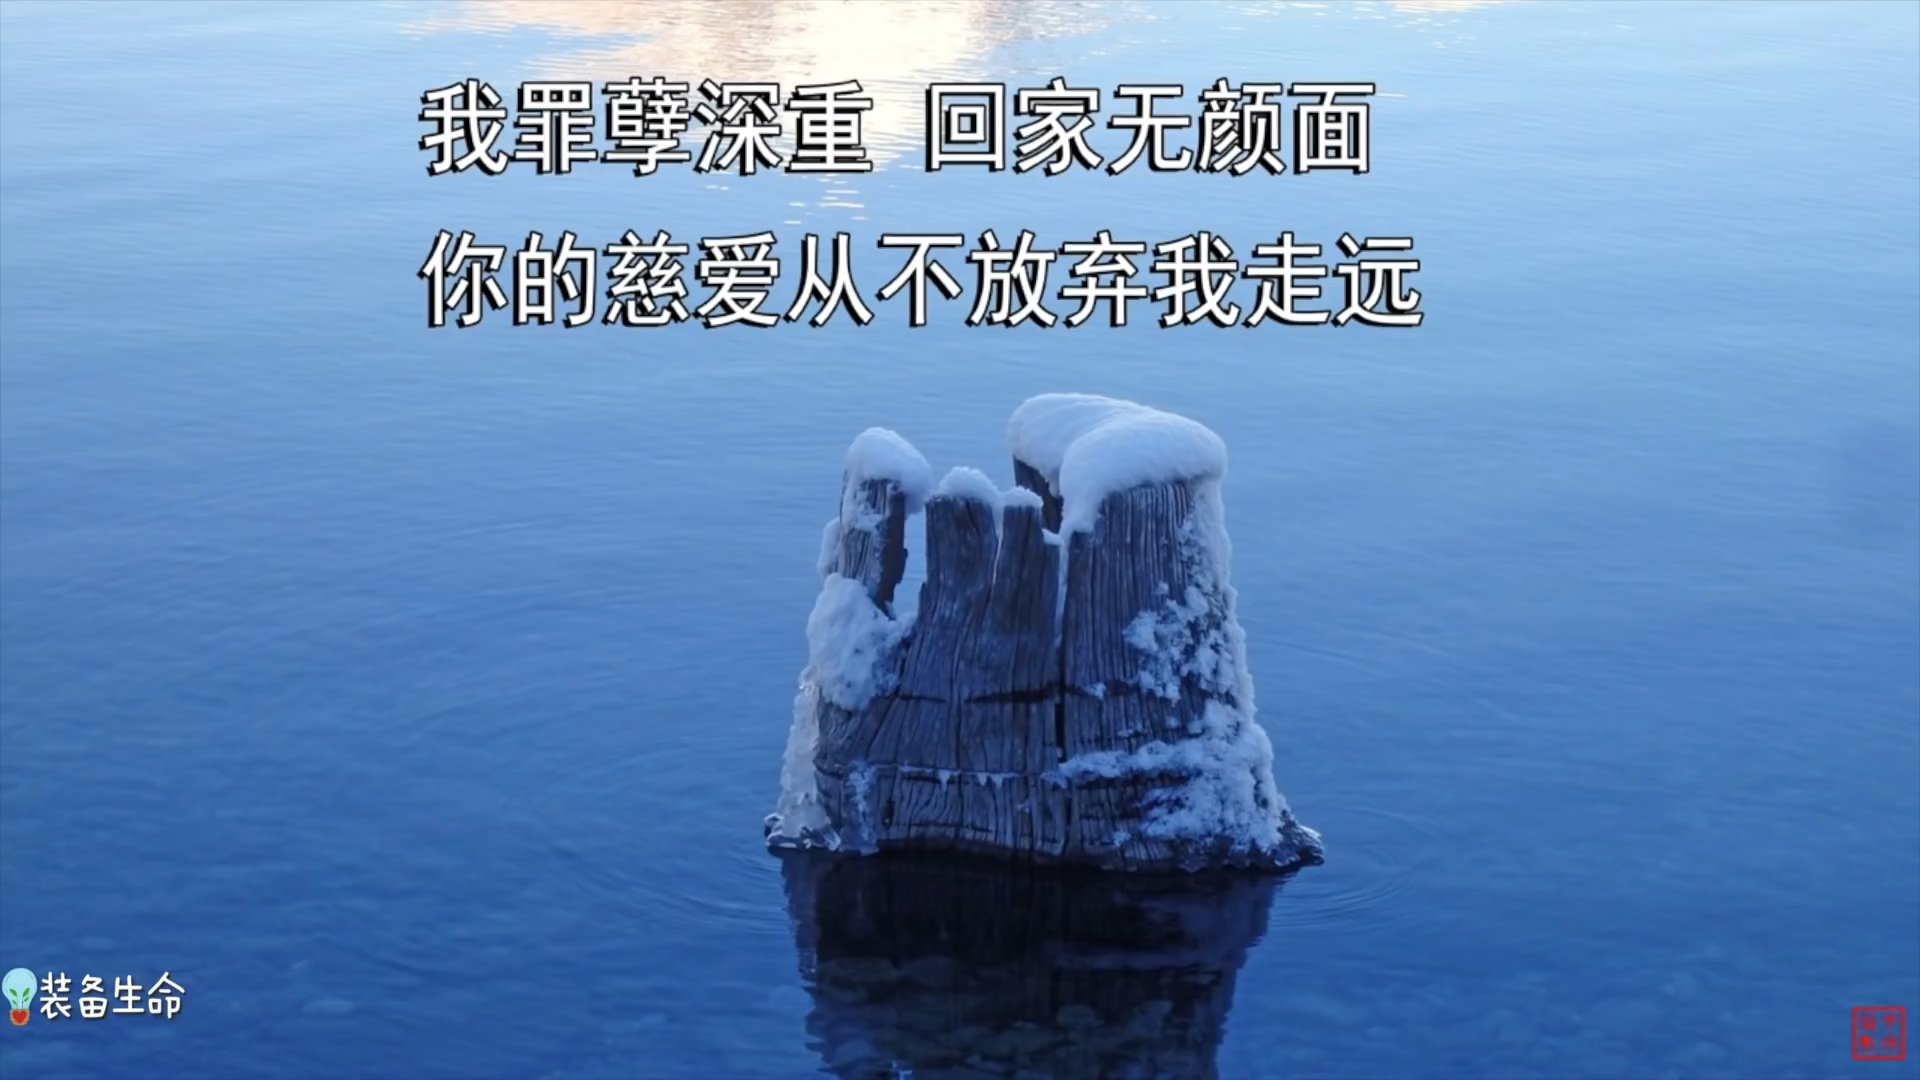 我罪孽深重 回家无颜面
你的慈爱从不放弃我走远
装备生命